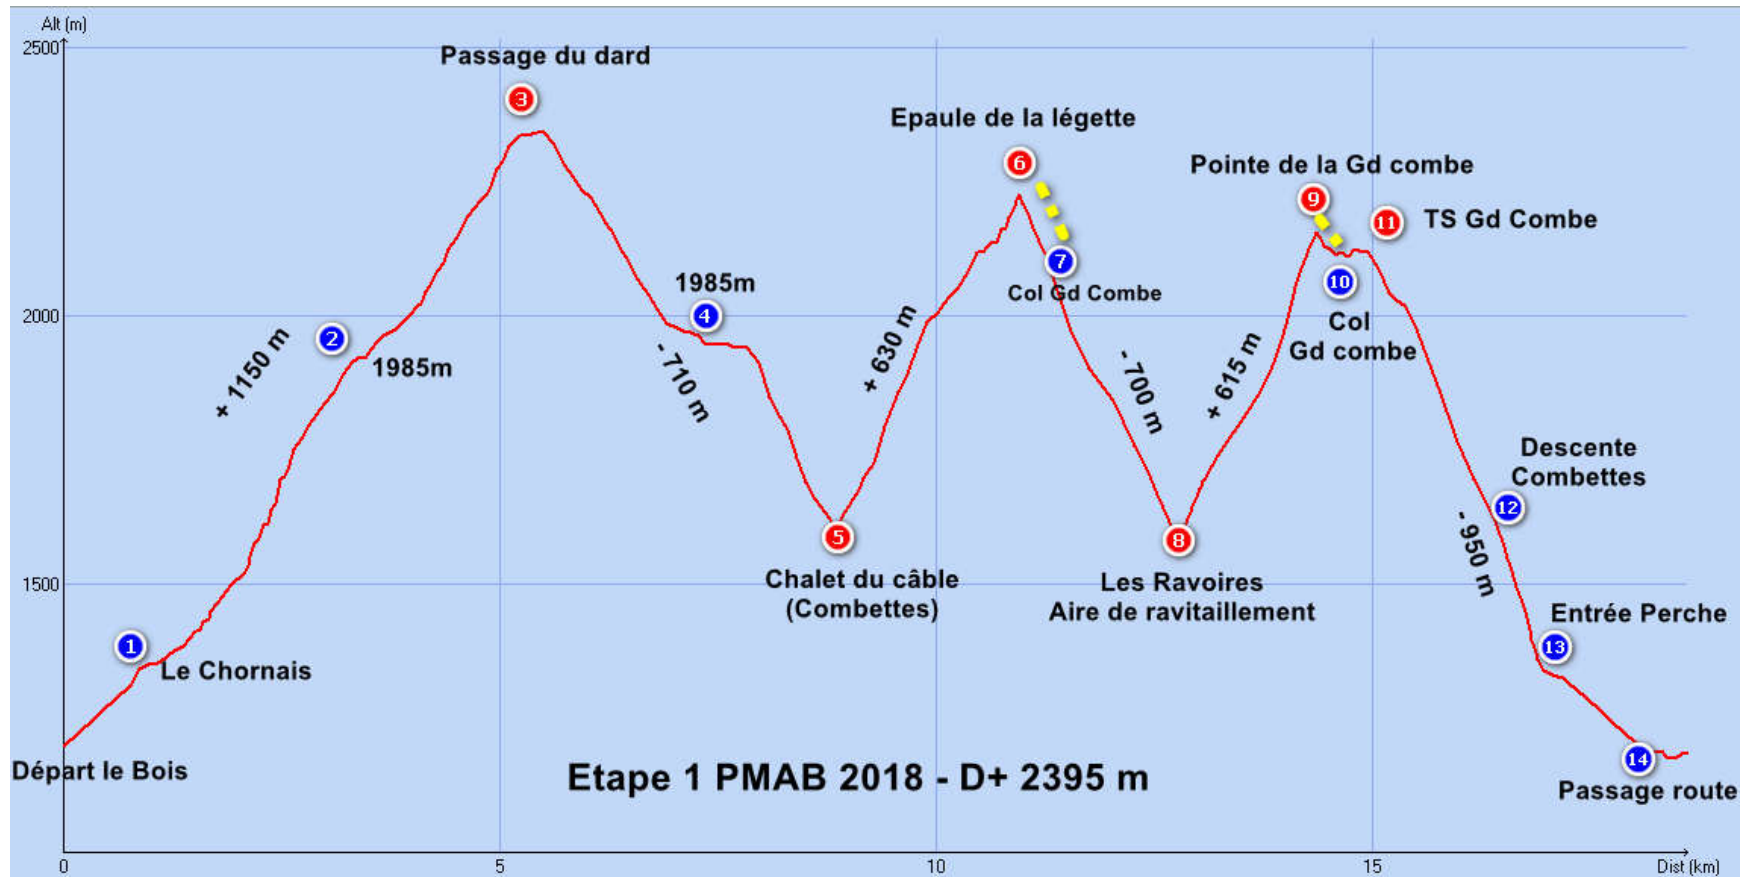 Alt (m)
2500
Passage du dard
3
Epaule de la légette
6
Pointe de la Gd combe
9
11
TS Gd Combe
7
Col Gd Combe
10
Col
Gd combe
1985m
4
2000
2
1985m
+ 1150 m
- 710 m
+ 630 m
- 700 m
+ 615 m
Descente
Combettes
12
- 950 m
5
Chalet du câble
(Combettes)
8
Les Ravoires
Aire de ravitaillement
1500
Entrée Perche
13
1
Le Chornais
Départ le Bois
Etape 1 PMAB 2018 - D+ 2395 m
14
Passage route
0
5
10
15
Dist (km)